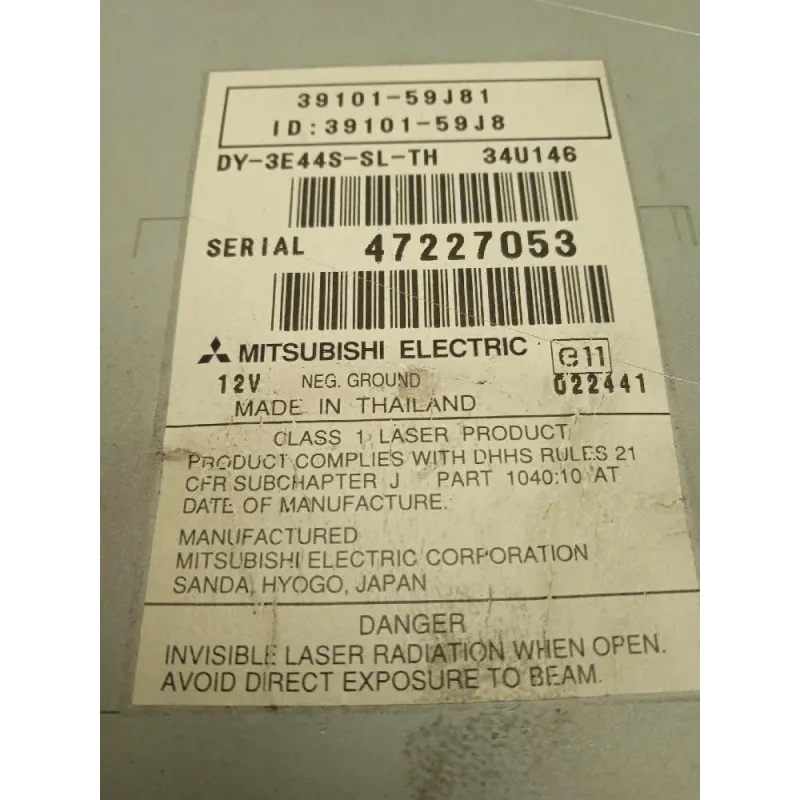 39101-59J81
ID:39101-59J8
DY-3E44S-SL-TH 34U146
SERIAL 47227053
MITSUBISHI ELECTRIC e11
12V NEG. GROUND 022441
MADE IN THAILAND
CLASS 1 LASER PRODUCT
PRODUCT COMPLIES WITH DHHS RULES 21
CFR SUBCHAPTER J PART 1040:10 AT
DATE OF MANUFACTURE.
MANUFACTURED
MITSUBISHI ELECTRIC CORPORATION
SANDA, HYOGO, JAPAN
DANGER
INVISIBLE LASER RADIATION WHEN OPEN.
AVOID DIRECT EXPOSURE TO BEAM.